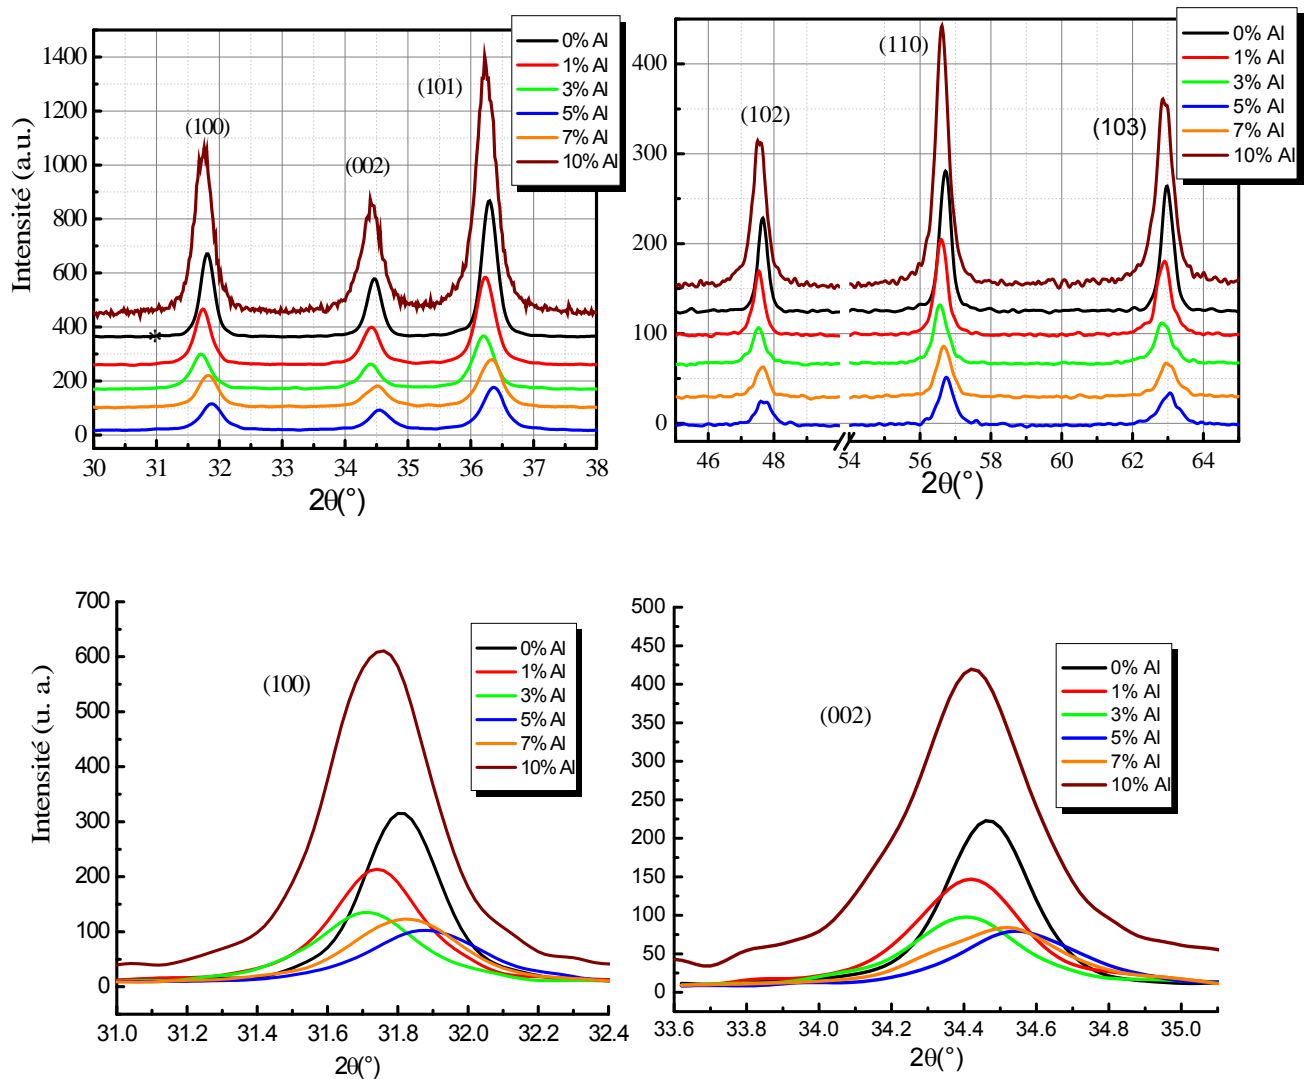 Intensité (a.u.)
1400
1200
1000
800
600
400
200
0
30 31 32 33 34 35 36 37 38
2θ(°)
(100)
(002)
(101)
*
0% Al
1% Al
3% Al
5% Al
7% Al
10% Al
400
300
200
100
0
46 48 54 56 58 60 62 64
2θ(°)
(102)
(110)
(103)
0% Al
1% Al
3% Al
5% Al
7% Al
10% Al
Intensité (u. a.)
700
600
500
400
300
200
100
0
31.0 31.2 31.4 31.6 31.8 32.0 32.2 32.4
2θ(°)
(100)
0% Al
1% Al
3% Al
5% Al
7% Al
10% Al
500
450
400
350
300
250
200
150
100
50
0
33.6 33.8 34.0 34.2 34.4 34.6 34.8 35.0
2θ(°)
(002)
0% Al
1% Al
3% Al
5% Al
7% Al
10% Al